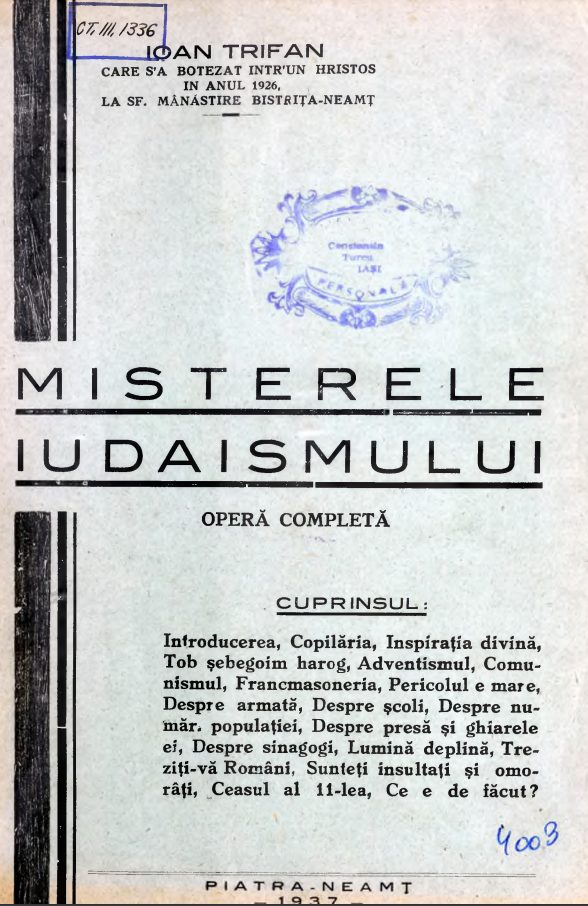 CT. III. 1336
IOAN TRIFAN
CARE S'A BOTEZAT INTR'UN HRISTOS
IN ANUL 1926,
LA SF. MÂNĂSTIRE BISTRIȚA-NEAMȚ
Constantin
Turcu
IAȘI
PERSONALĂ
MISTERELE
IUDAISMULUI
OPERĂ COMPLETĂ
CUPRINSUL:
Introducerea, Copilăria, Inspirația divină,
Tob șebegoim harog, Adventismul, Comu-
nismul, Francmasoneria, Pericolul e mare,
Despre armată, Despre școli, Despre nu-
măr. populației, Despre presă și ghiarele
ei, Despre sinagogi, Lumină deplină, Tre-
ziți-vă Români, Sunteți insultați și omo-
râți, Ceasul al 11-lea, Ce e de făcut?
4003
PIATRA-NEAMȚ
— 1937 —